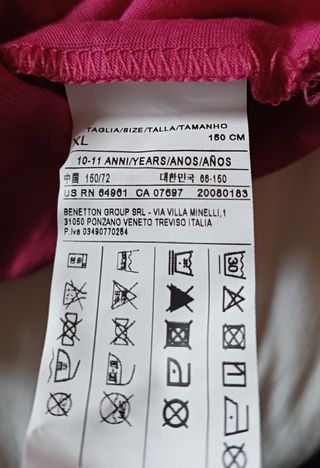 TAGLIA/SIZE/TALLA/TAMANHO
XL 150 CM
10-11 ANNI/YEARS/ANOS/AÑOS
中国 150/72 대한민국 68-150
US RN 64961 CA 07697 20080183
BENETTON GROUP SRL - VIA VILLA MINELLI,1
31050 PONZANO VENETO TREVISO ITALIA
P.Iva 03490770264
30